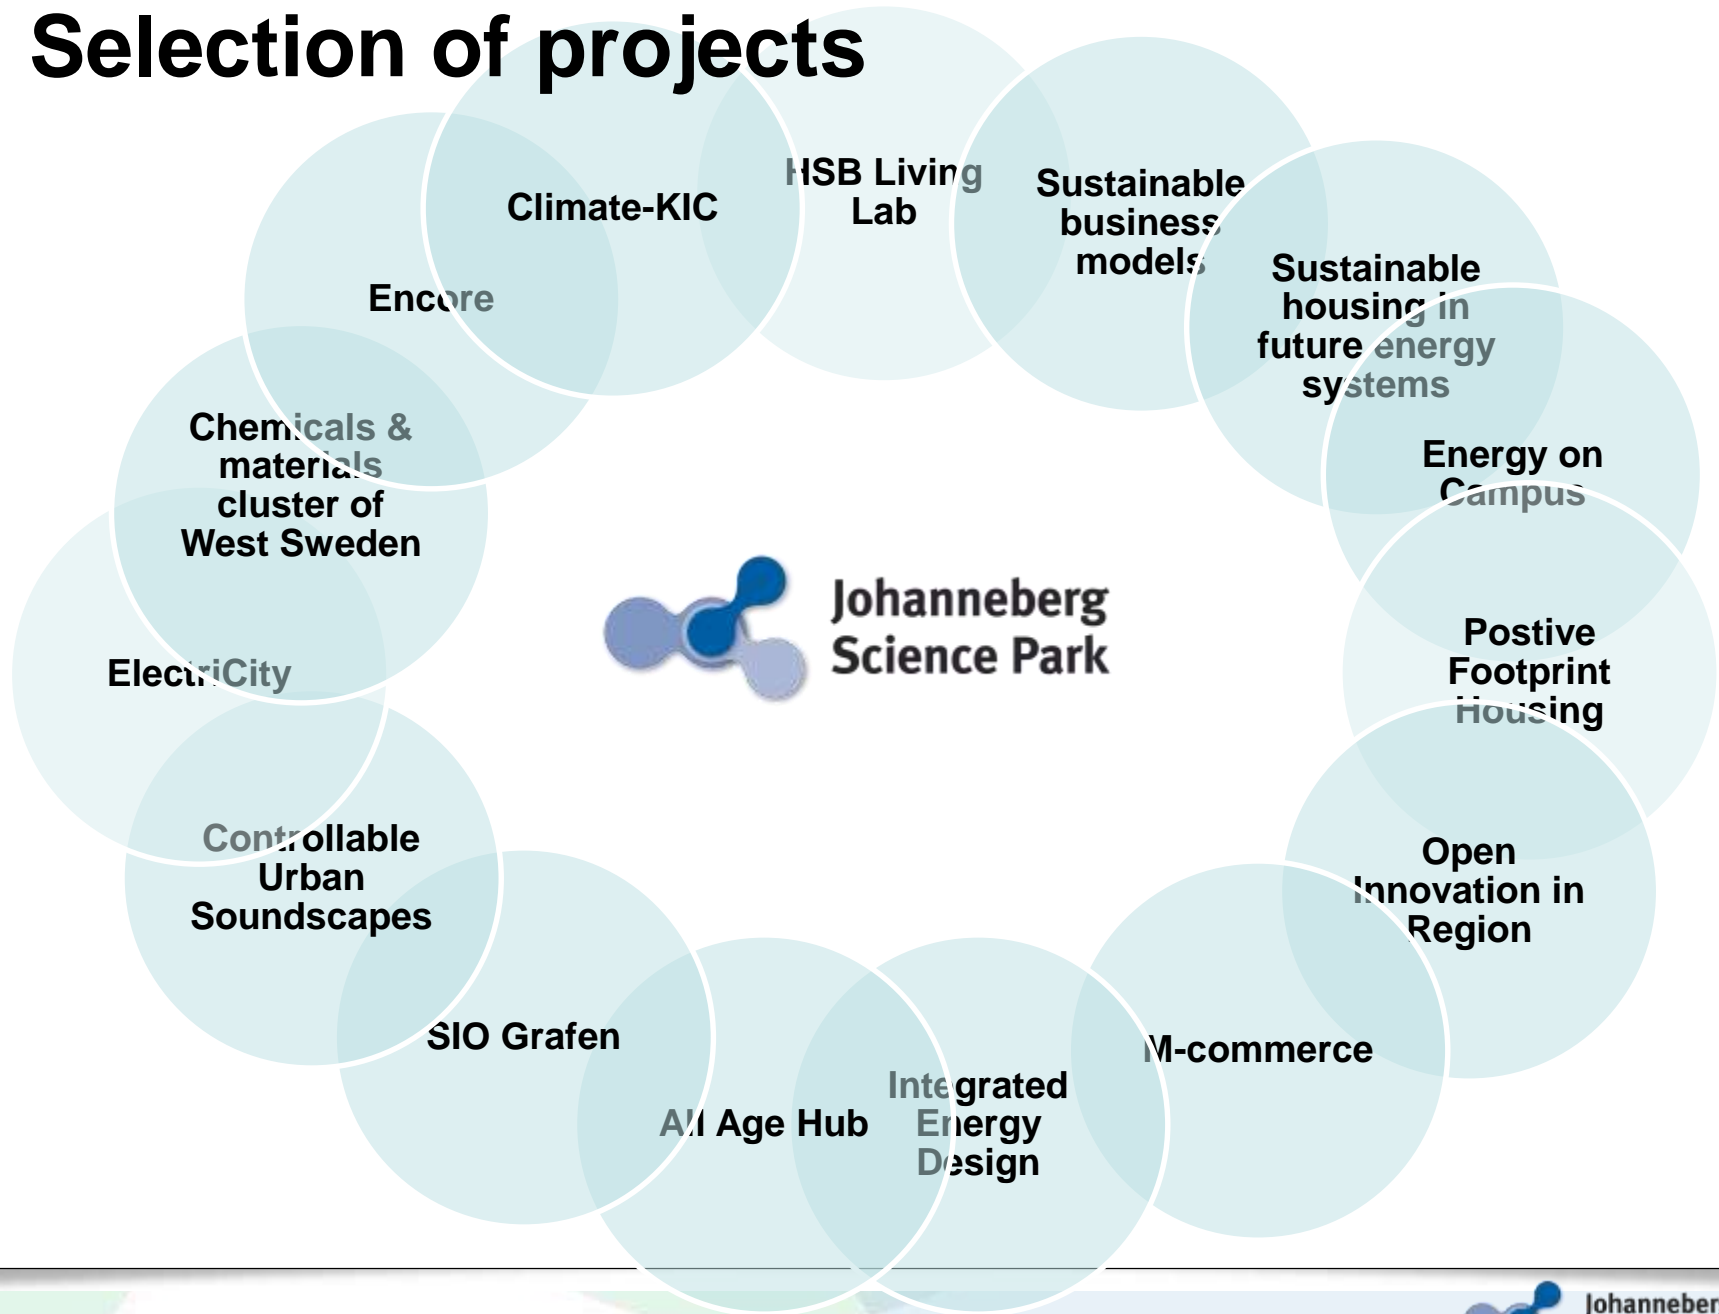 Selection of projects
Climate-KIC
HSB Living
Lab
Sustainable
business
models
Sustainable
housing in
future energy
systems
Energy on
Campus
Postive
Footprint
Housing
Open
Innovation in
Region
M-commerce
Integrated
Energy
Design
All Age Hub
SIO Grafen
Controllable
Urban
Soundscapes
ElectriCity
Chemicals &
materials
cluster of
West Sweden
Encore
Johanneberg
Science Park
Johanneber